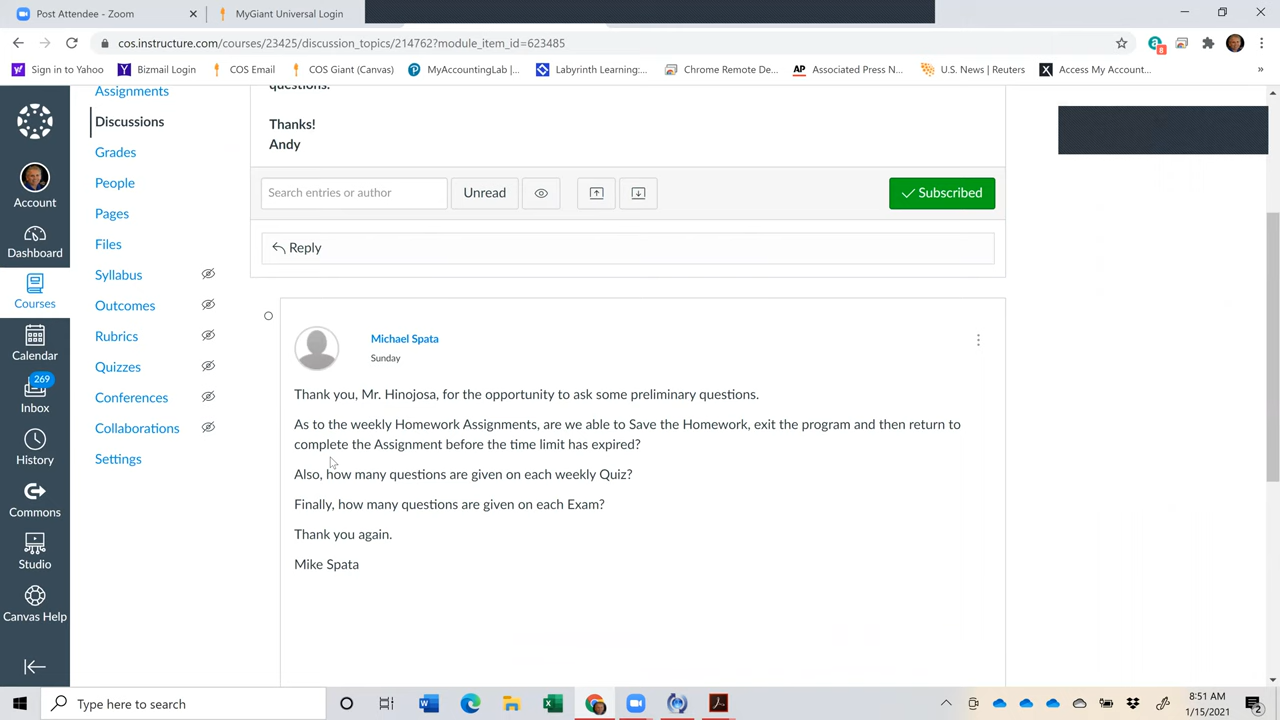 Post Attendee - Zoom
MyGiant Universal Login
cos.instructure.com/courses/23425/discussion_topics/214762?module_item_id=623485
8
Sign in to Yahoo
Bizmail Login
COS Email
COS Giant (Canvas)
MyAccountingLab |...
Labyrinth Learning:...
Chrome Remote De...
AP Associated Press N...
U.S. News | Reuters
X Access My Account...
»
Assignments
Discussions
Grades
People
Pages
Files
Syllabus
Outcomes
Rubrics
Quizzes
Conferences
Collaborations
Settings
Account
Dashboard
Courses
Calendar
269
Inbox
History
Commons
Studio
Canvas Help
questions.
Thanks!
Andy
Search entries or author
Unread
Subscribed
Reply
Michael Spata
Sunday
Thank you, Mr. Hinojosa, for the opportunity to ask some preliminary questions.
As to the weekly Homework Assignments, are we able to Save the Homework, exit the program and then return to
complete the Assignment before the time limit has expired?
Also, how many questions are given on each weekly Quiz?
Finally, how many questions are given on each Exam?
Thank you again.
Mike Spata
Type here to search
8:51 AM
1/15/2021
2